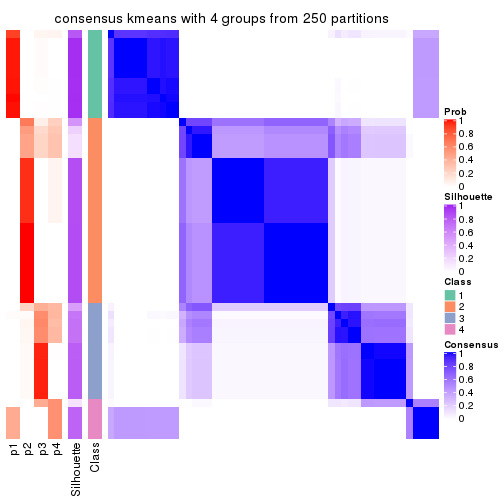 consensus kmeans with 4 groups from 250 partitions
Prob
1
0.8
0.6
0.4
0.2
0
Silhouette
1
0.8
0.6
0.4
0.2
0
Class
1
2
3
4
Consensus
1
0.8
0.6
0.4
0.2
0
p1
p2
p3
p4
Silhouette
Class